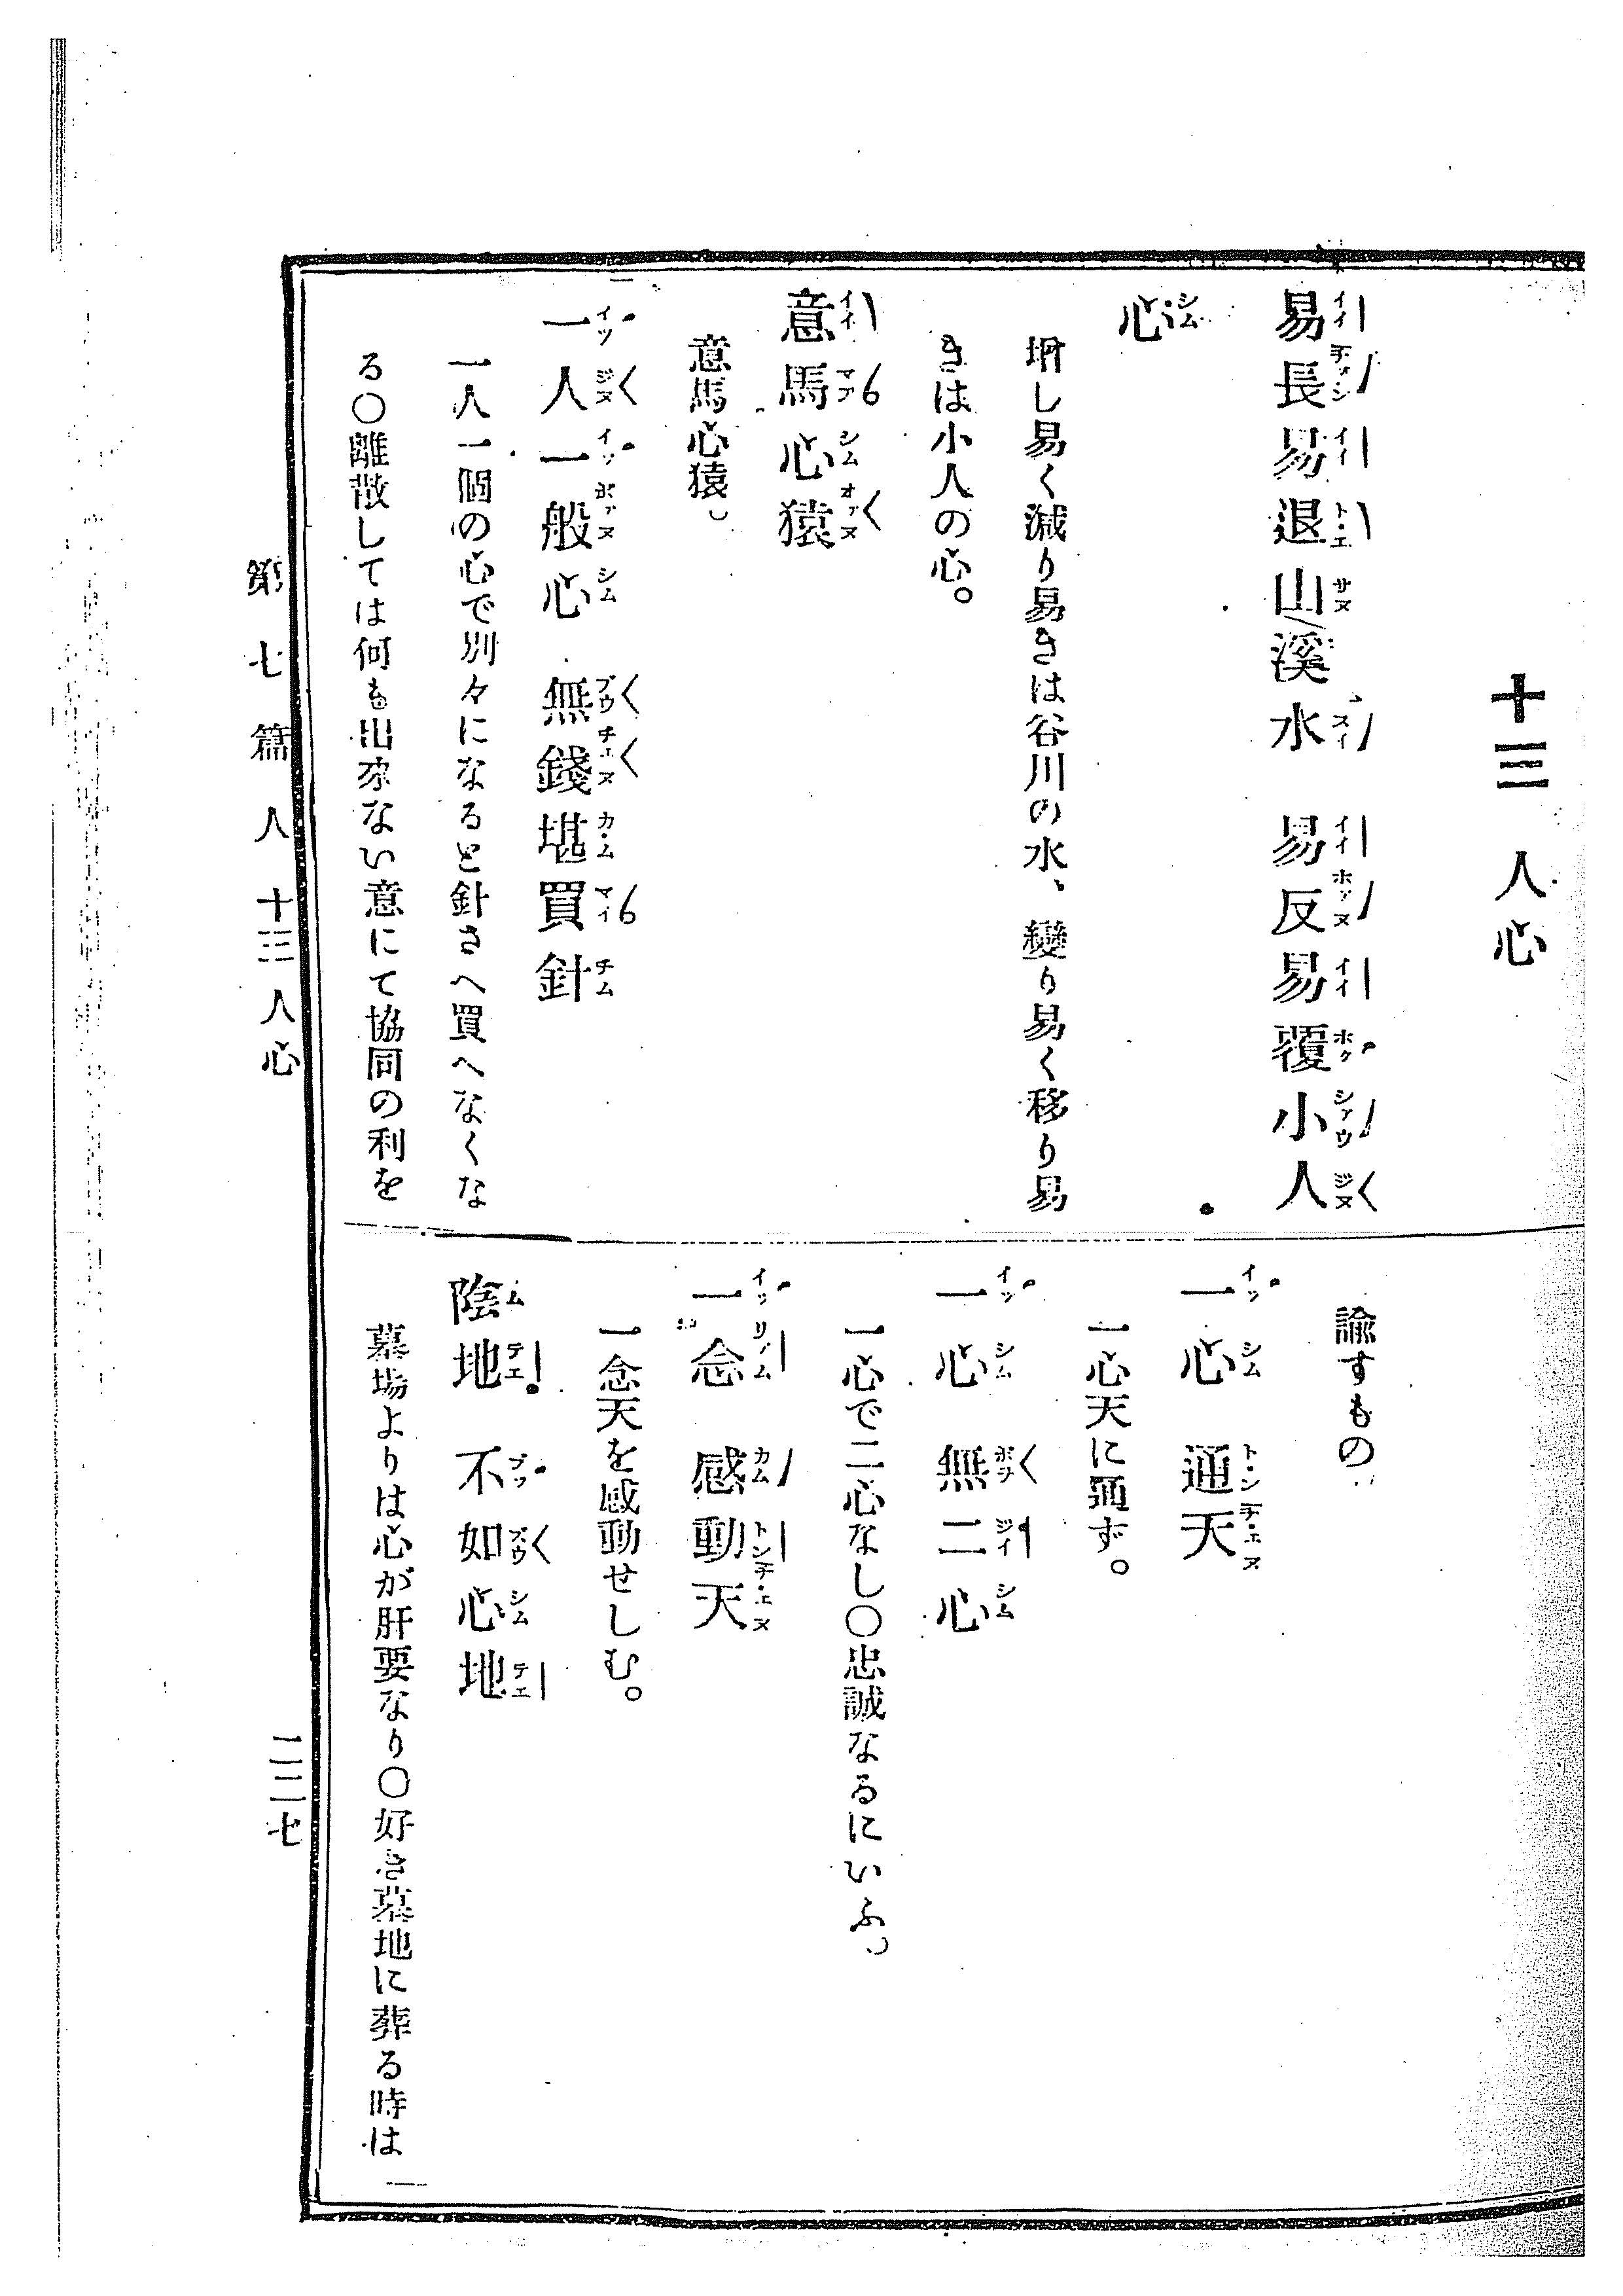 十三 人心
易長易退山溪水 易反易覆小人
心
増し易く減り易きは谷川の水、變り易く移り易
きは小人の心。
意馬心猿
意馬心猿。
一人一般心 無錢堪買針
一人一個の心で別々になると針さへ買へなくな
る〇離散しては何も出來ない意にて協同の利を
諭すもの。
一心通天
一心天に通ず。
一心無二心
一心で二心なし〇忠誠なるにいふ。
一念感動天
一念天を感動せしむ。
陰地不如心地
墓場よりは心が肝要なり〇好き墓地に葬る時は
第七篇 人 十三 人心
二二七